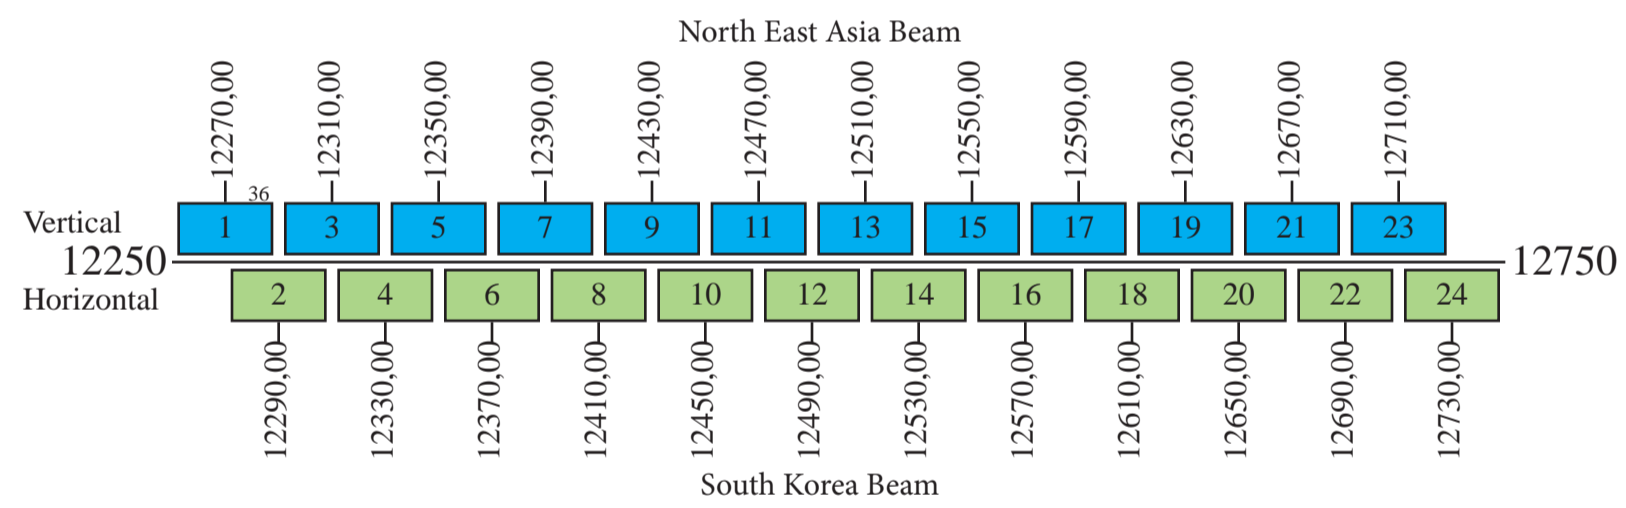 North East Asia Beam
12270,00 12310,00 12350,00 12390,00 12430,00 12470,00 12510,00 12550,00 12590,00 12630,00 12670,00 12710,00
36
Vertical 1 3 5 7 9 11 13 15 17 19 21 23
12250 12750
Horizontal 2 4 6 8 10 12 14 16 18 20 22 24
12290,00 12330,00 12370,00 12410,00 12450,00 12490,00 12530,00 12570,00 12610,00 12650,00 12690,00 12730,00
South Korea Beam